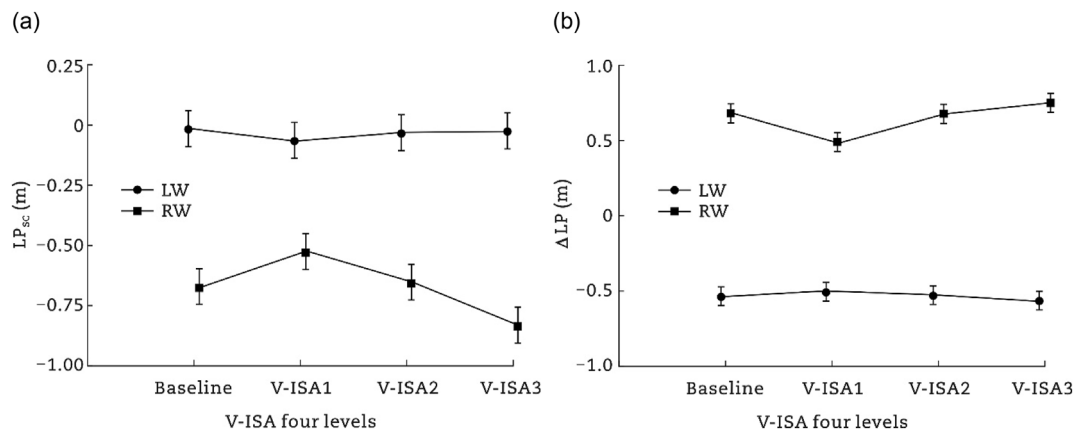 (a)
0.25
0
−0.25
−0.50
−0.75
−1.00
LPsc (m)
LW
RW
Baseline V-ISA1 V-ISA2 V-ISA3
V-ISA four levels
(b)
1.0
0.5
0
−0.5
−1.0
Δ LP (m)
LW
RW
Baseline V-ISA1 V-ISA2 V-ISA3
V-ISA four levels